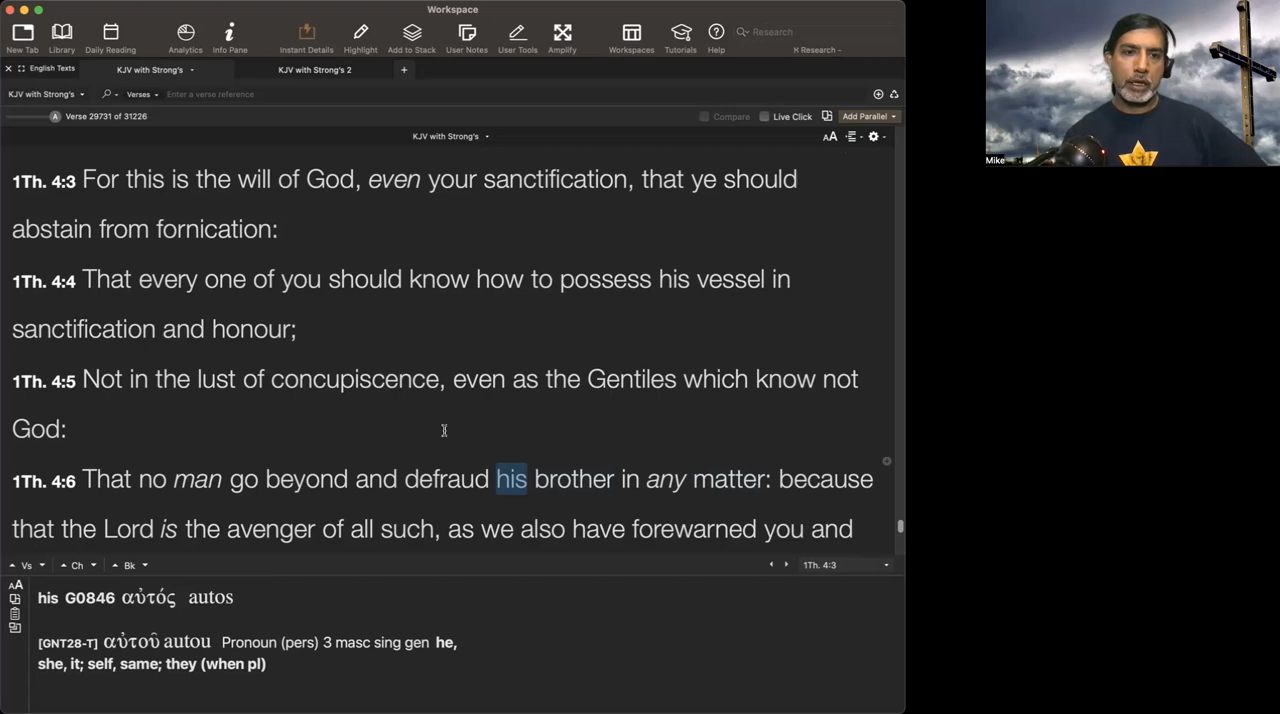 Workspace
New Tab Library Daily Reading Analytics Info Pane Instant Details Highlight Add to Stack User Notes User Tools Amplify Workspaces Tutorials Help Research
Research
English Texts KJV with Strong's KJV with Strong's 2 +
KJV with Strong's Verses Enter a verse reference
A Verse 29731 of 31226 Compare Live Click Add Parallel
KJV with Strong's
1Th. 4:3 For this is the will of God, even your sanctification, that ye should
abstain from fornication:
1Th. 4:4 That every one of you should know how to possess his vessel in
sanctification and honour;
1Th. 4:5 Not in the lust of concupiscence, even as the Gentiles which know not
God:
1Th. 4:6 That no man go beyond and defraud his brother in any matter: because
that the Lord is the avenger of all such, as we also have forewarned you and
Vs Ch Bk 1Th. 4:3
his G0846 αὐτός autos
[GNT28-T] αὐτοῦ autou Pronoun (pers) 3 masc sing gen he,
she, it; self, same; they (when pl)
Mike